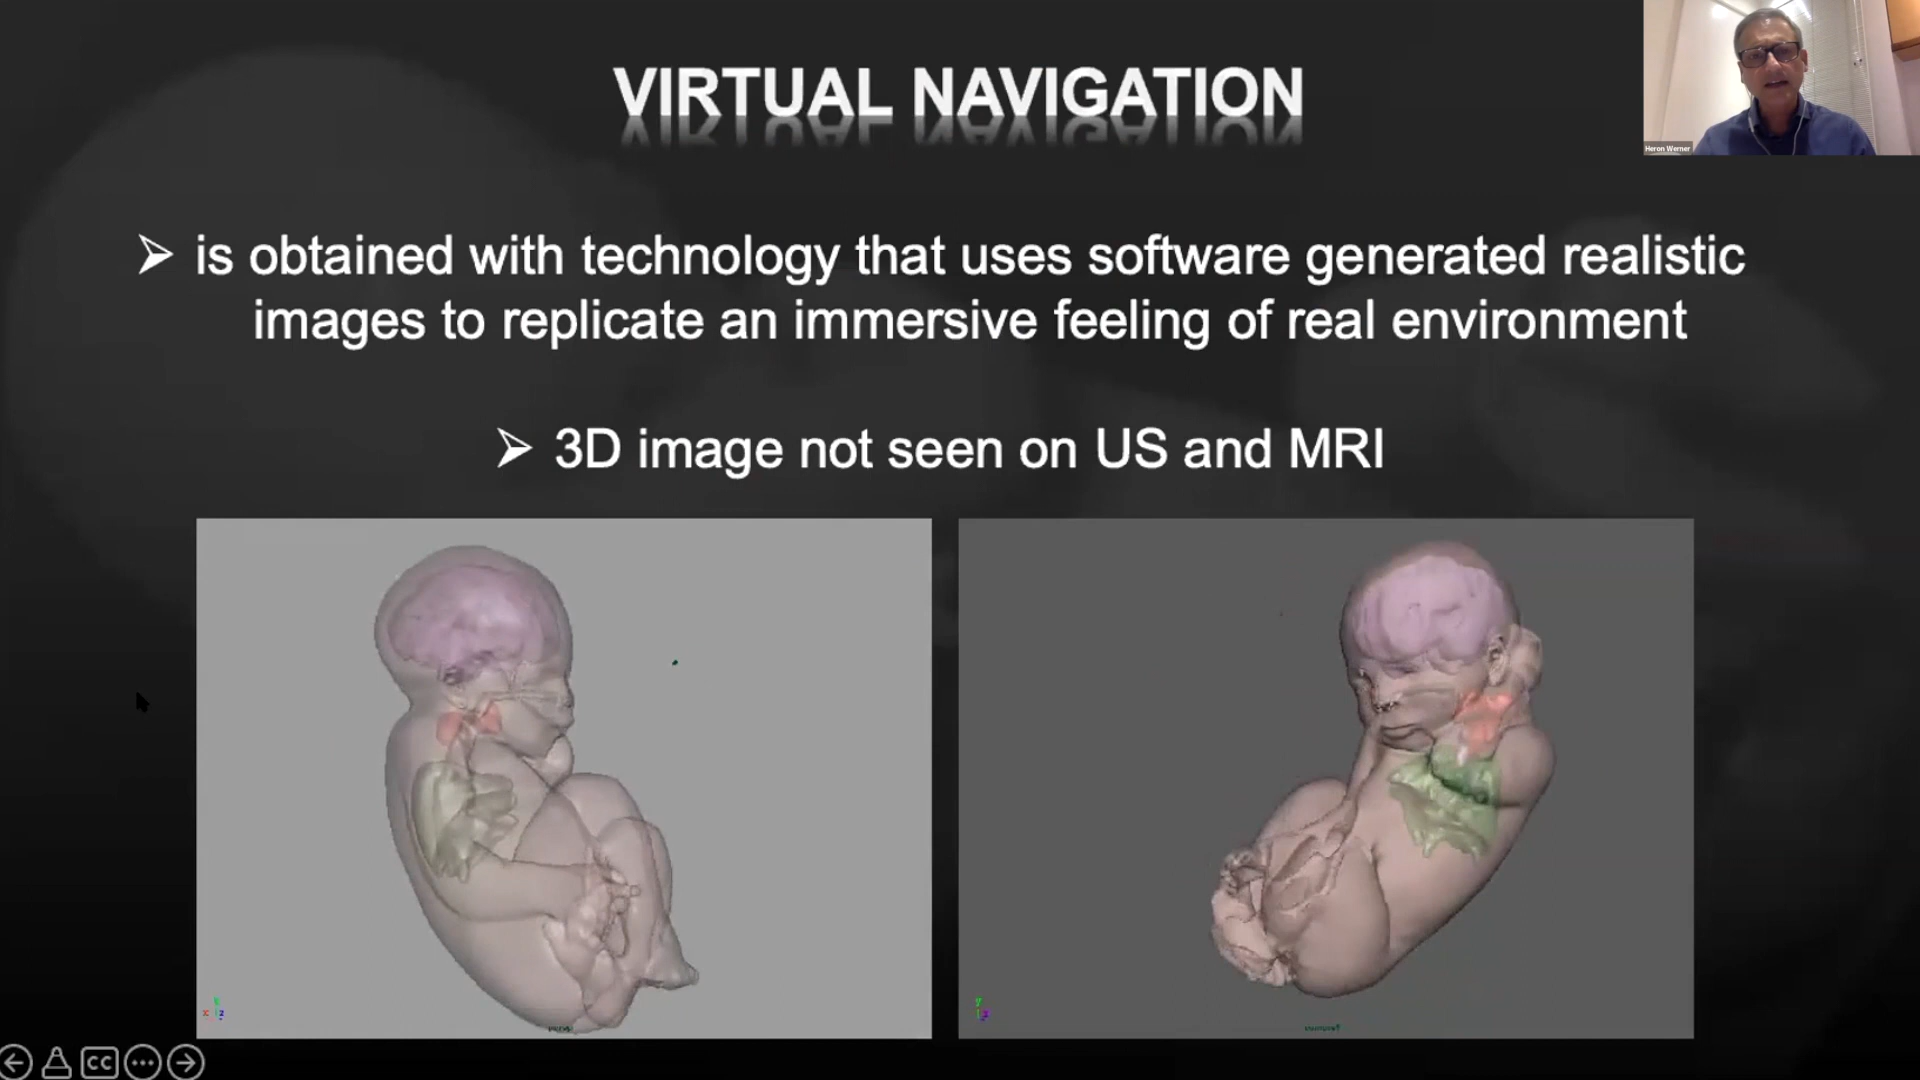 VIRTUAL NAVIGATION
Heron Werner
➢ is obtained with technology that uses software generated realistic
images to replicate an immersive feeling of real environment
➢ 3D image not seen on US and MRI
x z
y
CC